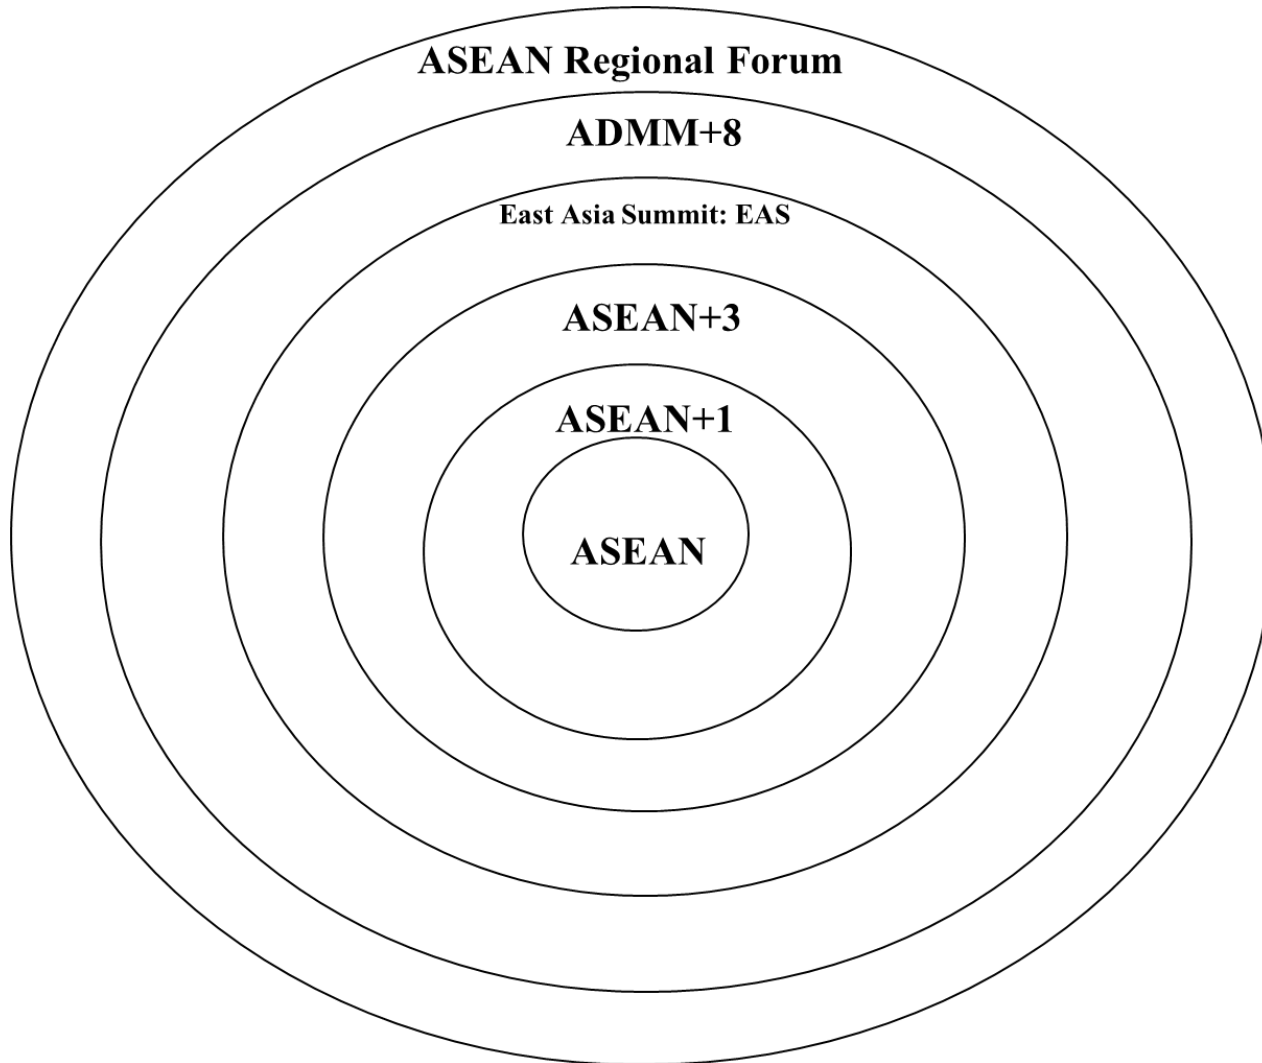 ASEAN Regional Forum
ADMM+8
East Asia Summit: EAS
ASEAN+3
ASEAN+1
ASEAN